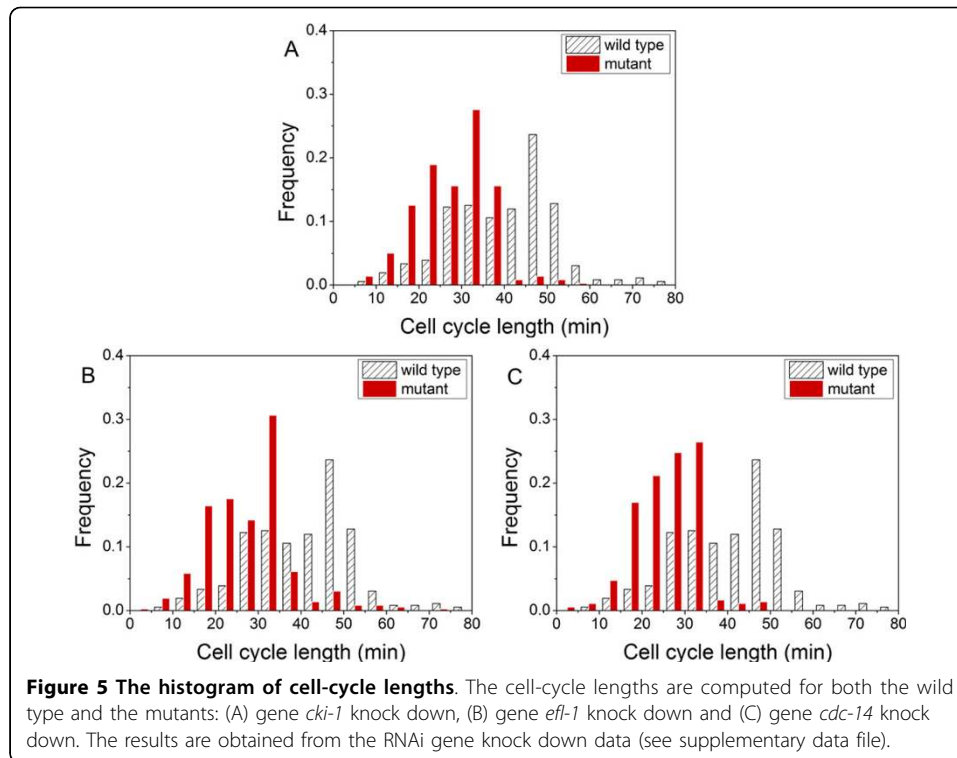 A
wild type
mutant
0.4
0.3
0.2
0.1
0.0
Frequency
0 10 20 30 40 50 60 70 80
Cell cycle length (min)
B
wild type
mutant
0.4
0.3
0.2
0.1
0.0
Frequency
0 10 20 30 40 50 60 70 80
Cell cycle length (min)
C
wild type
mutant
0.4
0.3
0.2
0.1
0.0
Frequency
0 10 20 30 40 50 60 70 80
Cell cycle length (min)
Figure 5 The histogram of cell-cycle lengths. The cell-cycle lengths are computed for both the wild
type and the mutants: (A) gene cki-1 knock down, (B) gene efl-1 knock down and (C) gene cdc-14 knock
down. The results are obtained from the RNAi gene knock down data (see supplementary data file).